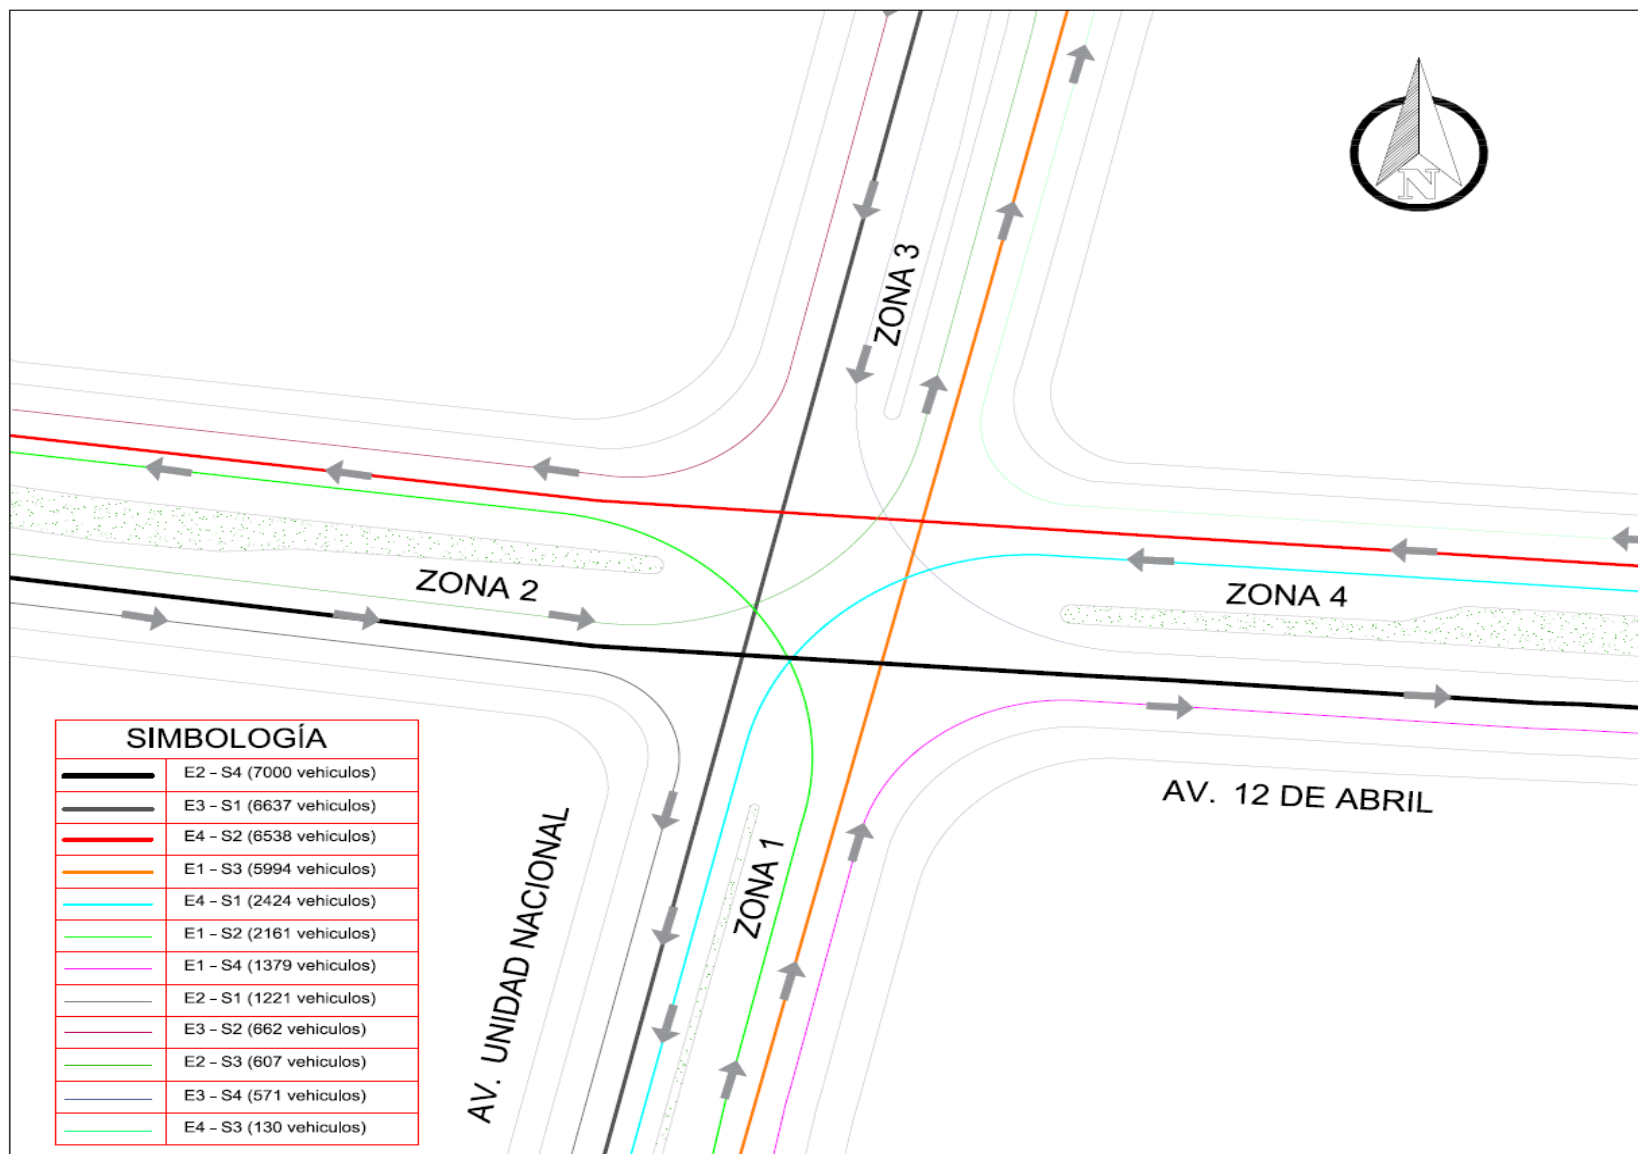 N
ZONA 3
ZONA 2
ZONA 4
SIMBOLOGÍA
E2 - S4 (7000 vehiculos)
E3 - S1 (6637 vehiculos)
E4 - S2 (6538 vehiculos)
E1 - S3 (5994 vehiculos)
E4 - S1 (2424 vehiculos)
E1 - S2 (2161 vehiculos)
E1 - S4 (1379 vehiculos)
E2 - S1 (1221 vehiculos)
E3 - S2 (662 vehiculos)
E2 - S3 (607 vehiculos)
E3 - S4 (571 vehiculos)
E4 - S3 (130 vehiculos)
AV. UNIDAD NACIONAL
ZONA 1
AV. 12 DE ABRIL